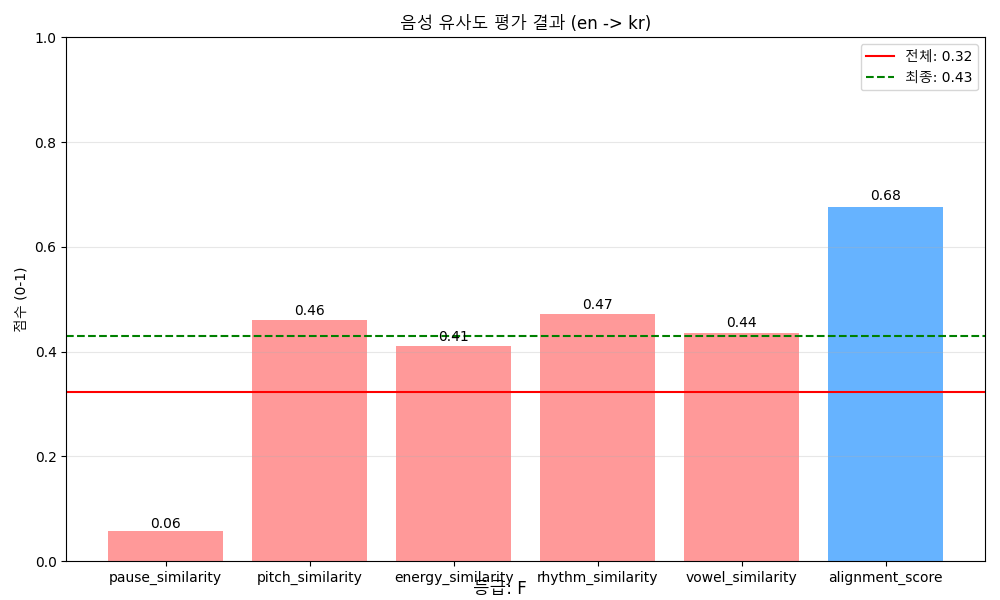 음성 유사도 평가 결과 (en -> kr)
전체: 0.32
최종: 0.43
점수 (0-1)
1.0
0.8
0.6
0.4
0.2
0.0
0.06
0.46
0.41
0.47
0.44
0.68
pause_similarity
pitch_similarity
energy_similarity
rhythm_similarity
vowel_similarity
alignment_score
등급: F